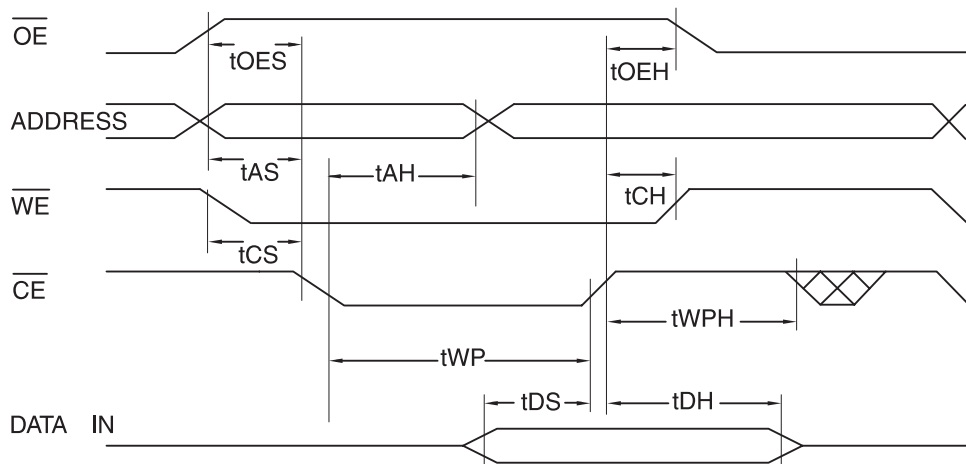 OE
tOES
tOEH
ADDRESS
tAS
tAH
WE
tCH
tCS
CE
tWPH
tWP
tDS
tDH
DATA IN